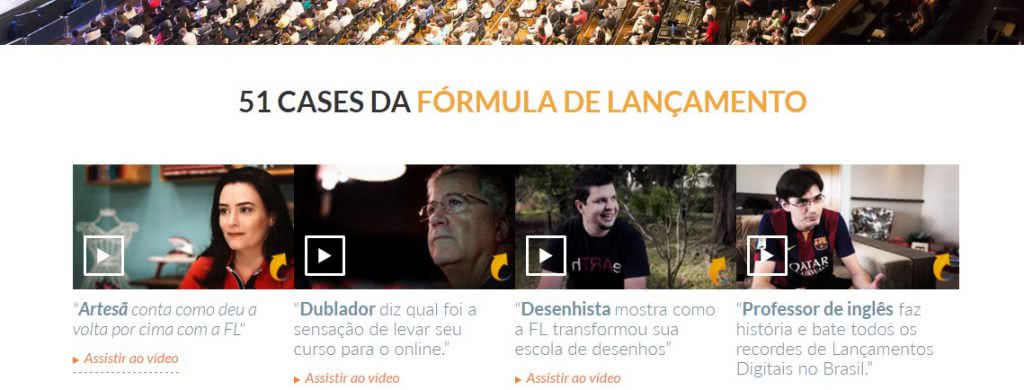 51 CASES DA FÓRMULA DE LANÇAMENTO
QATAR
"Artesã conta como deu a
volta por cima com a FL"
Assistir ao vídeo
"Dublador diz qual foi a
sensação de levar seu
curso para o online."
Assistir ao vídeo
"Desenhista mostra como
a FL transformou sua
escola de desenhos"
Assistir ao vídeo
"Professor de inglês faz
história e bate todos os
recordes de Lançamentos
Digitais no Brasil."